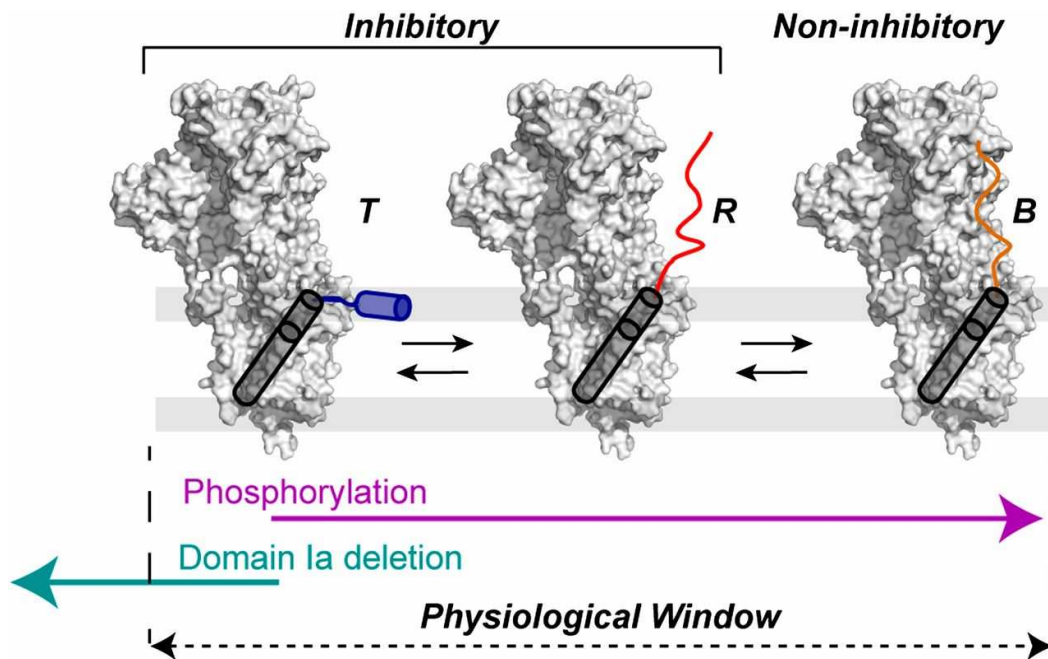 Inhibitory
Non-inhibitory
T
R
B
Phosphorylation
Domain Ia deletion
Physiological Window